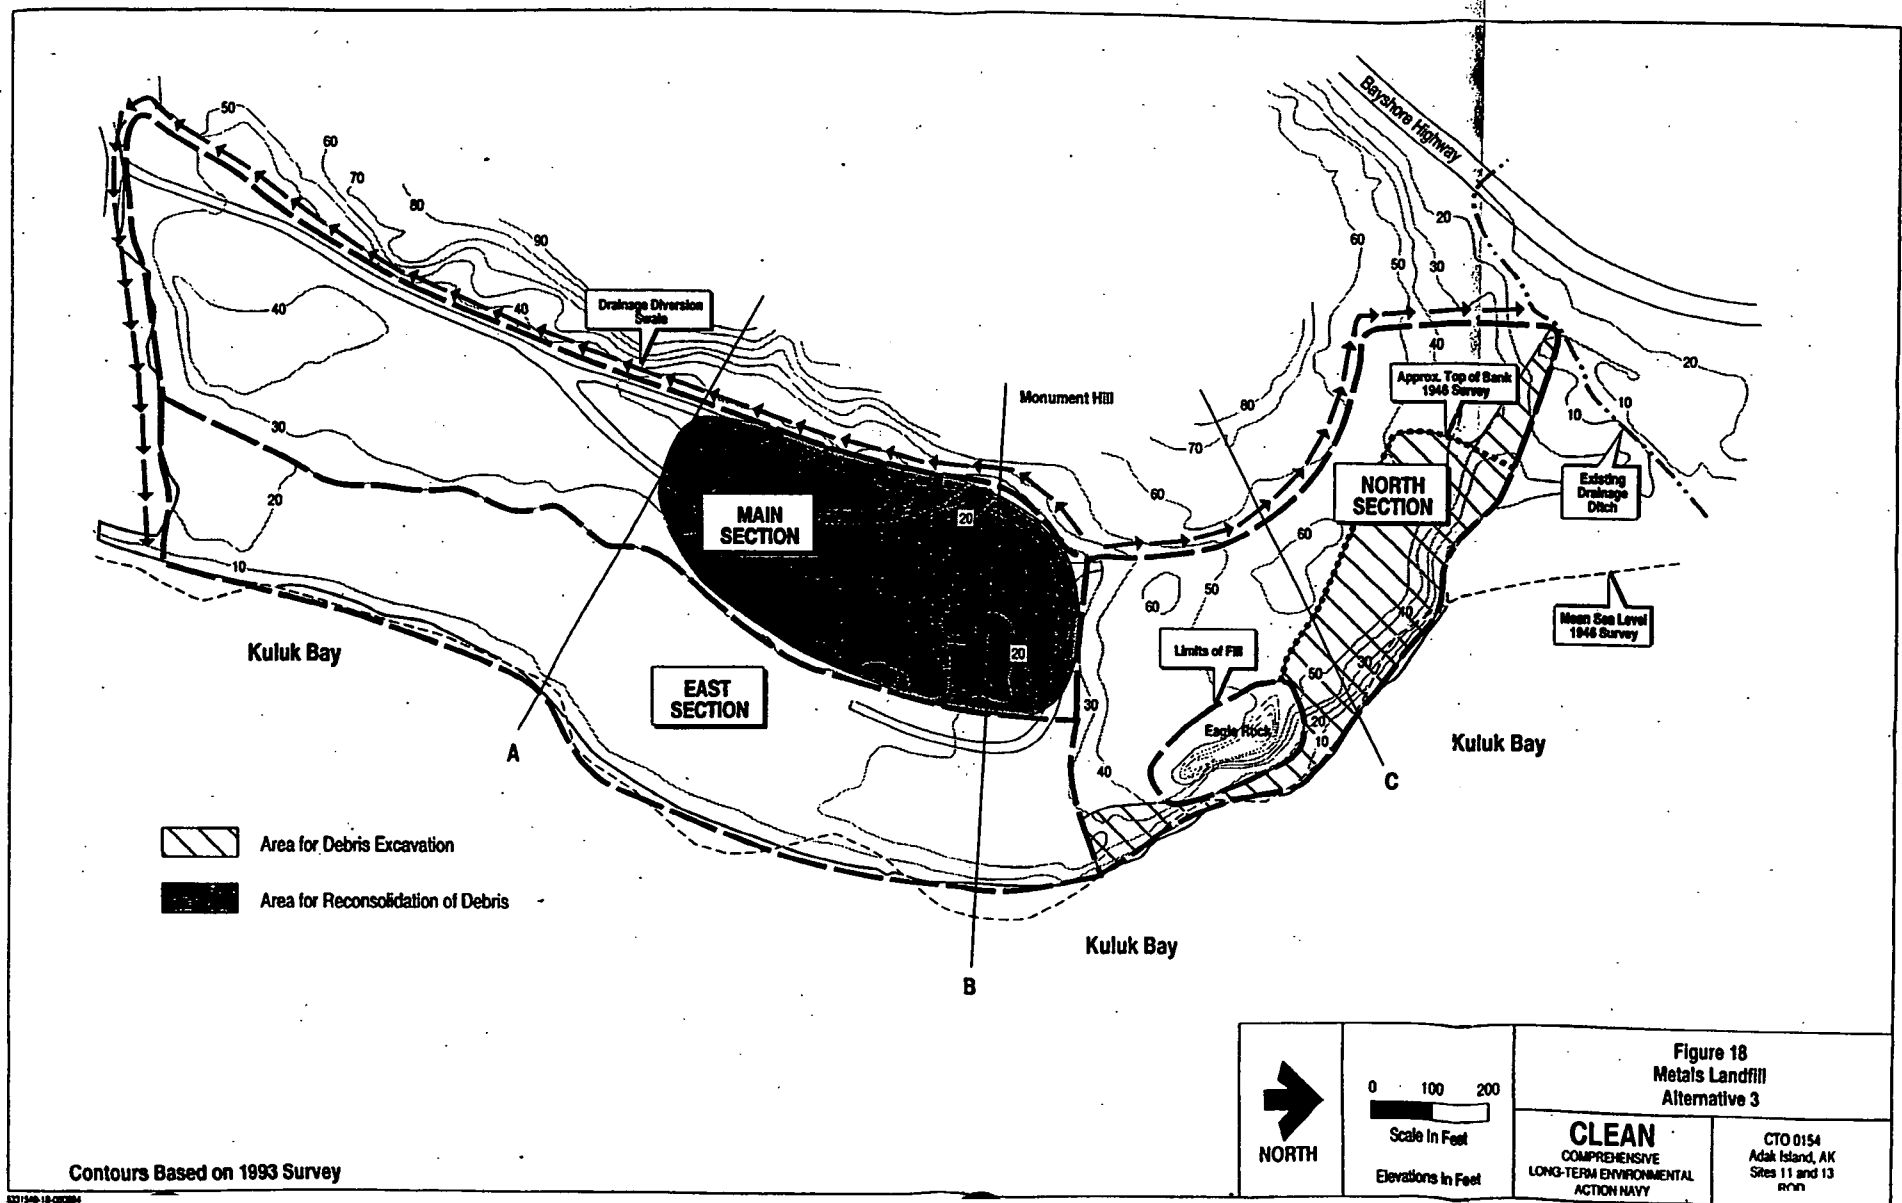 50
60
70
80
90
40
40
Drainage Diversion
Swale
Bayshore Highway
20
60
50
30
40
20
Approx. Top of Bank
1946 Survey
10
10
Monument Hill
80
70
30
20
MAIN
SECTION
20
60
NORTH
SECTION
Existing
Drainage
Ditch
60
10
50
60
40
Mean Sea Level
1946 Survey
Kuluk Bay
20
Limits of Fill
30
50
EAST
SECTION
30
20
10
Eagle Rock
Kuluk Bay
A
40
C
Area for Debris Excavation
Area for Reconsolidation of Debris
Kuluk Bay
B
NORTH
0 100 200
Scale In Feet
Elevations In Feet
Figure 18
Metals Landfill
Alternative 3
CLEAN
COMPREHENSIVE
LONG-TERM ENVIRONMENTAL
ACTION NAVY
CTO 0154
Adak Island, AK
Sites 11 and 13
ROD
Contours Based on 1993 Survey